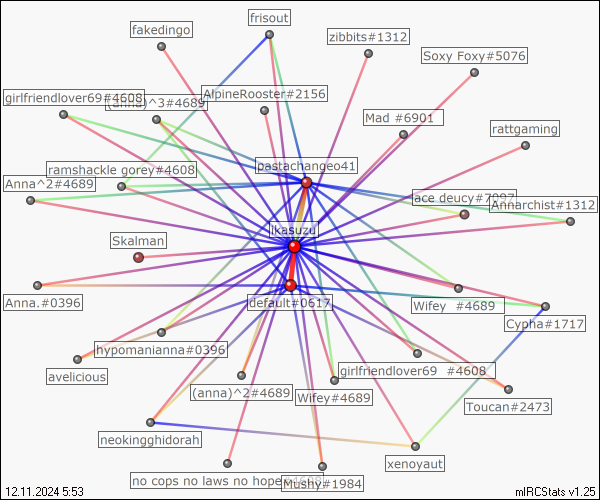 frisout
fakedingo
zibbits#1312
Soxy Foxy#5076
AlpineRooster#2156
girlfriendlover69#4608
(anna)^3#4689
Mad #6901
rattgaming
pastachangeo41
ramshackle gorey#4608
Anna^2#4689
ace deucy#7907
Annarchist#1312
ikasuzu
Skalman
Anna.#0396
default#0617
Wifey #4689
Cypha#1717
hypomanianna#0396
girlfriendlover69 #4608
avelicious
(anna)^2#4689
Wifey#4689
Toucan#2473
neokingghidorah
xenoyaut
no cops no laws no hope
Mushy#1984
12.11.2024 5:53
mIRCStats v1.25